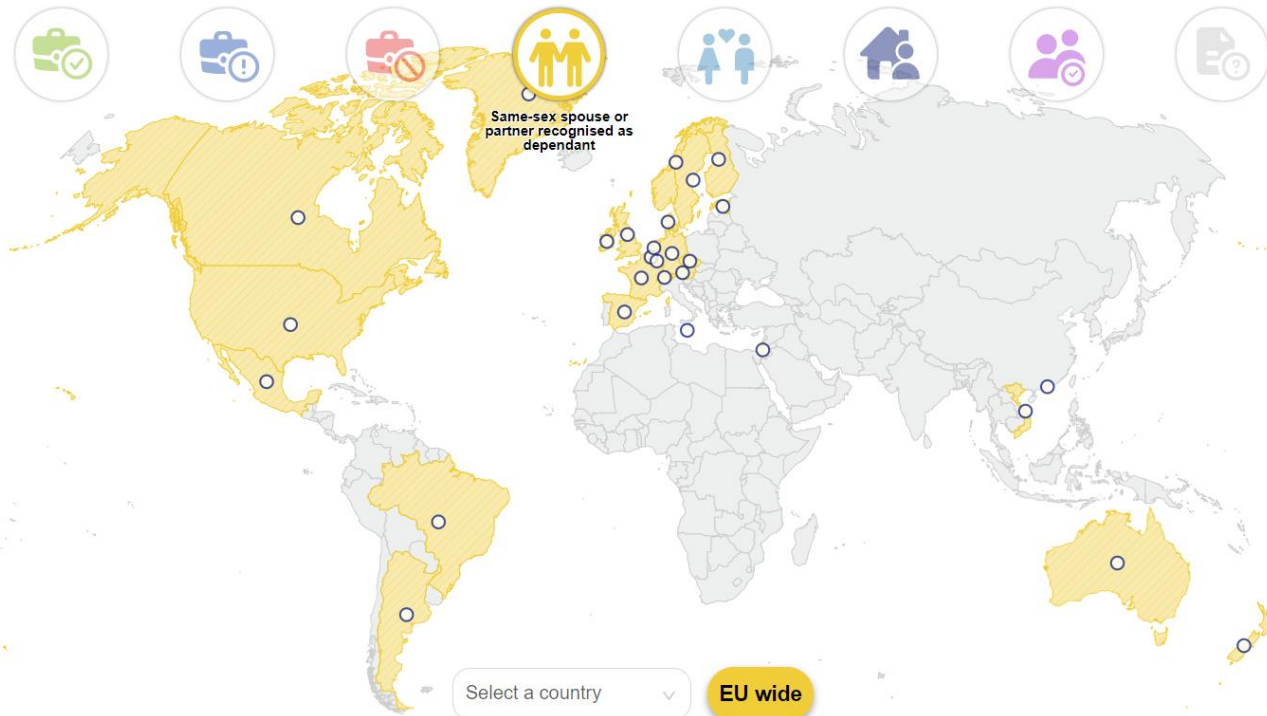 Same-sex spouse or
partner recognised as
dependant
Select a country
EU wide